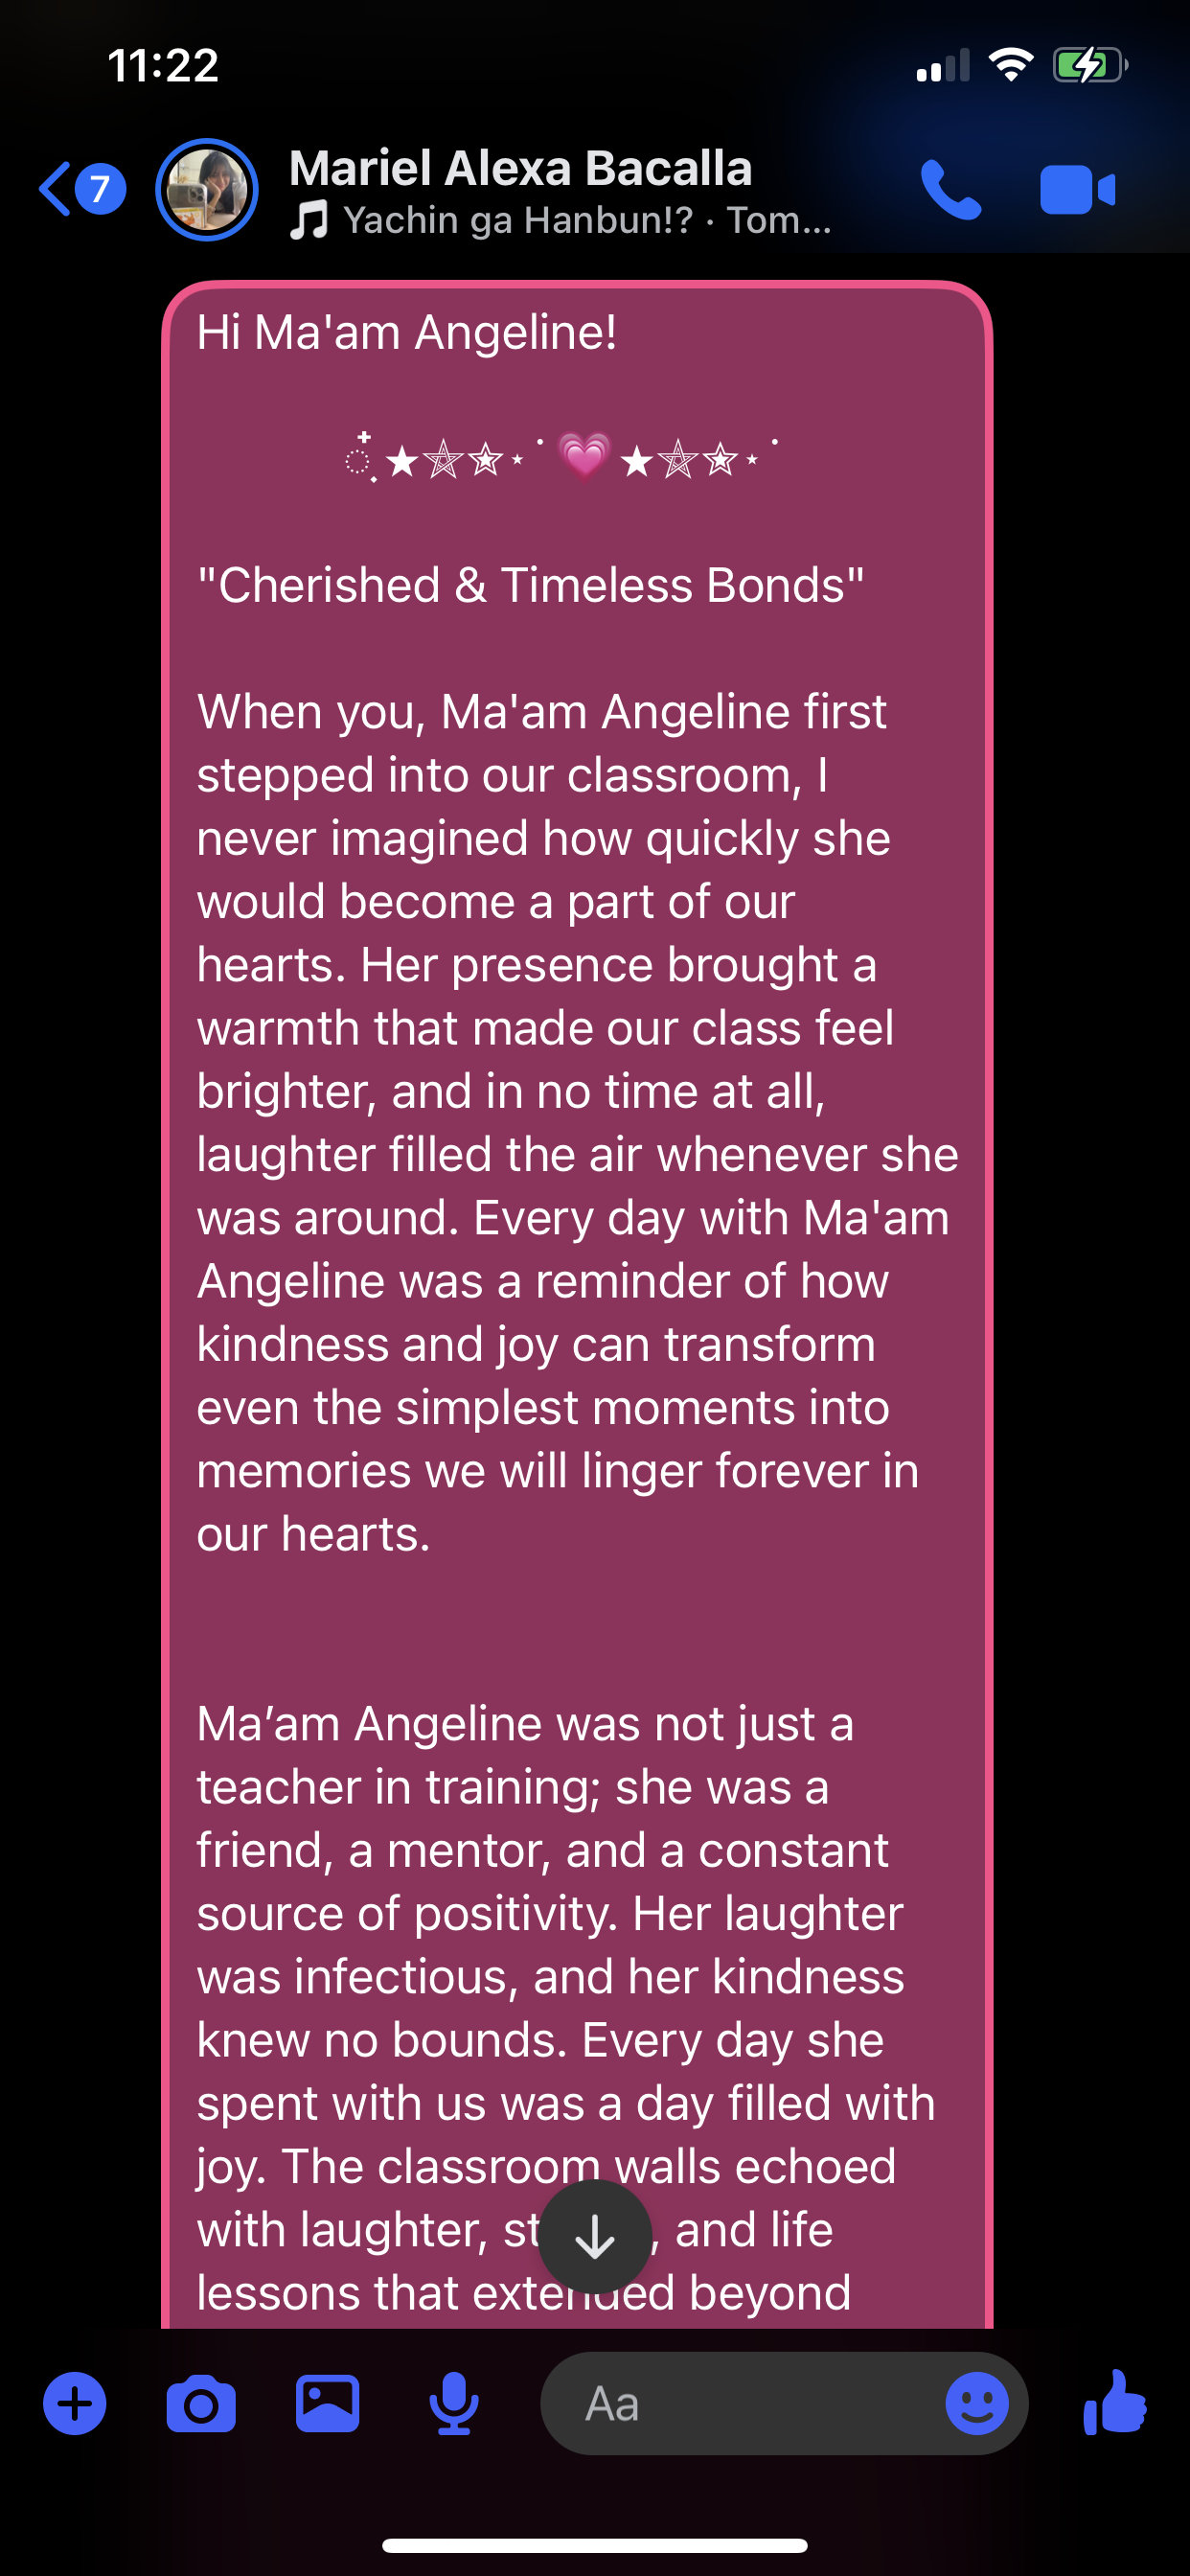 11:22
7
Mariel Alexa Bacalla
Yachin ga Hanbun!? · Tom...
Hi Ma'am Angeline!
"Cherished & Timeless Bonds"
When you, Ma'am Angeline first
stepped into our classroom, I
never imagined how quickly she
would become a part of our
hearts. Her presence brought a
warmth that made our class feel
brighter, and in no time at all,
laughter filled the air whenever she
was around. Every day with Ma'am
Angeline was a reminder of how
kindness and joy can transform
even the simplest moments into
memories we will linger forever in
our hearts.
Ma’am Angeline was not just a
teacher in training; she was a
friend, a mentor, and a constant
source of positivity. Her laughter
was infectious, and her kindness
knew no bounds. Every day she
spent with us was a day filled with
joy. The classroom walls echoed
with laughter, and life
lessons that extended beyond
Aa